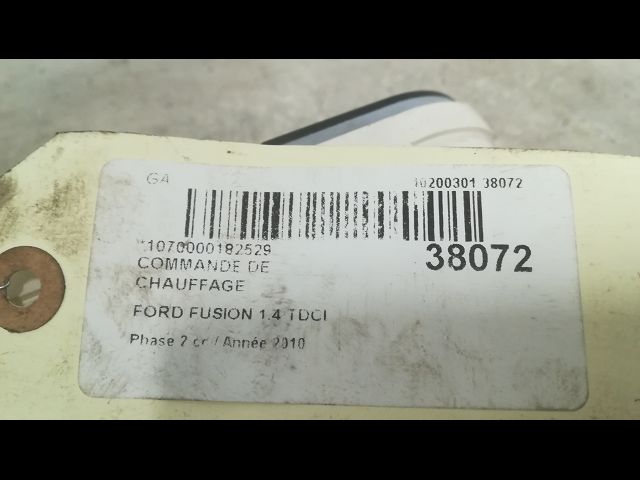 GA
10200301 38072
*1070000182529
38072
COMMANDE DE
CHAUFFAGE
FORD FUSION 1.4 TDCI
Phase 2 / Année 2010